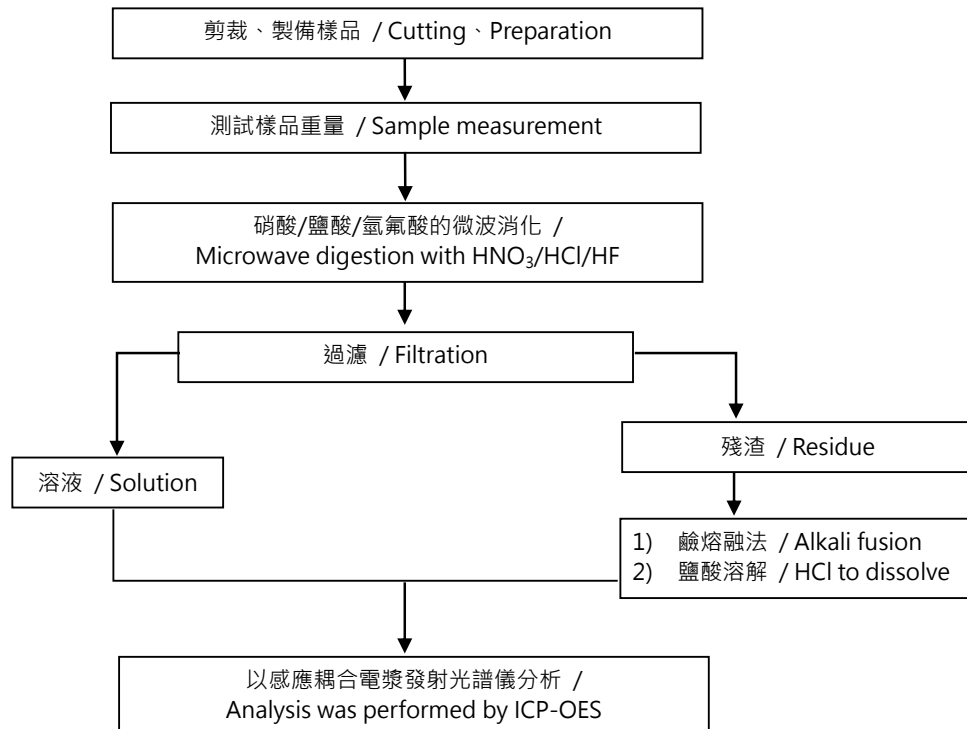 剪裁、製備樣品 / Cutting、Preparation
測試樣品重量 / Sample measurement
硝酸/鹽酸/氫氟酸的微波消化 /
Microwave digestion with HNO₃/HCl/HF
過濾 / Filtration
溶液 / Solution
殘渣 / Residue
1) 鹼熔融法 / Alkali fusion
2) 鹽酸溶解 / HCl to dissolve
以感應耦合電漿發射光譜儀分析 /
Analysis was performed by ICP-OES